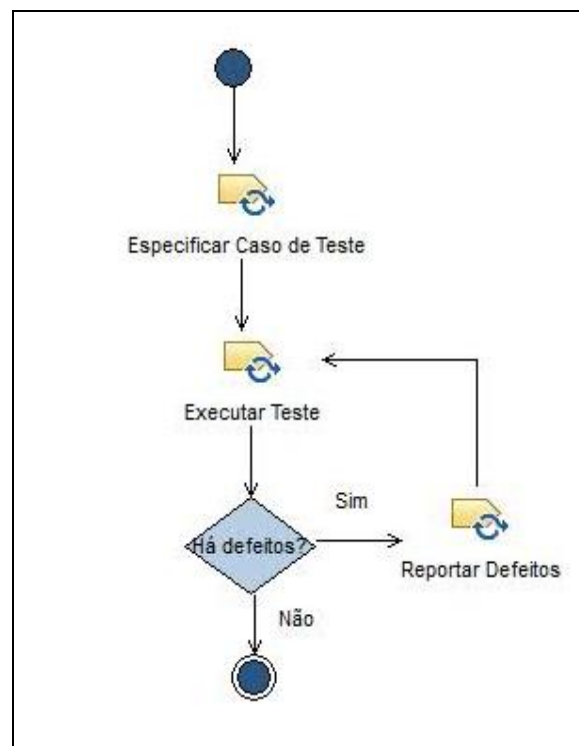 Especificar Caso de Teste
Executar Teste
Sim
Há defeitos?
Reportar Defeitos
Não